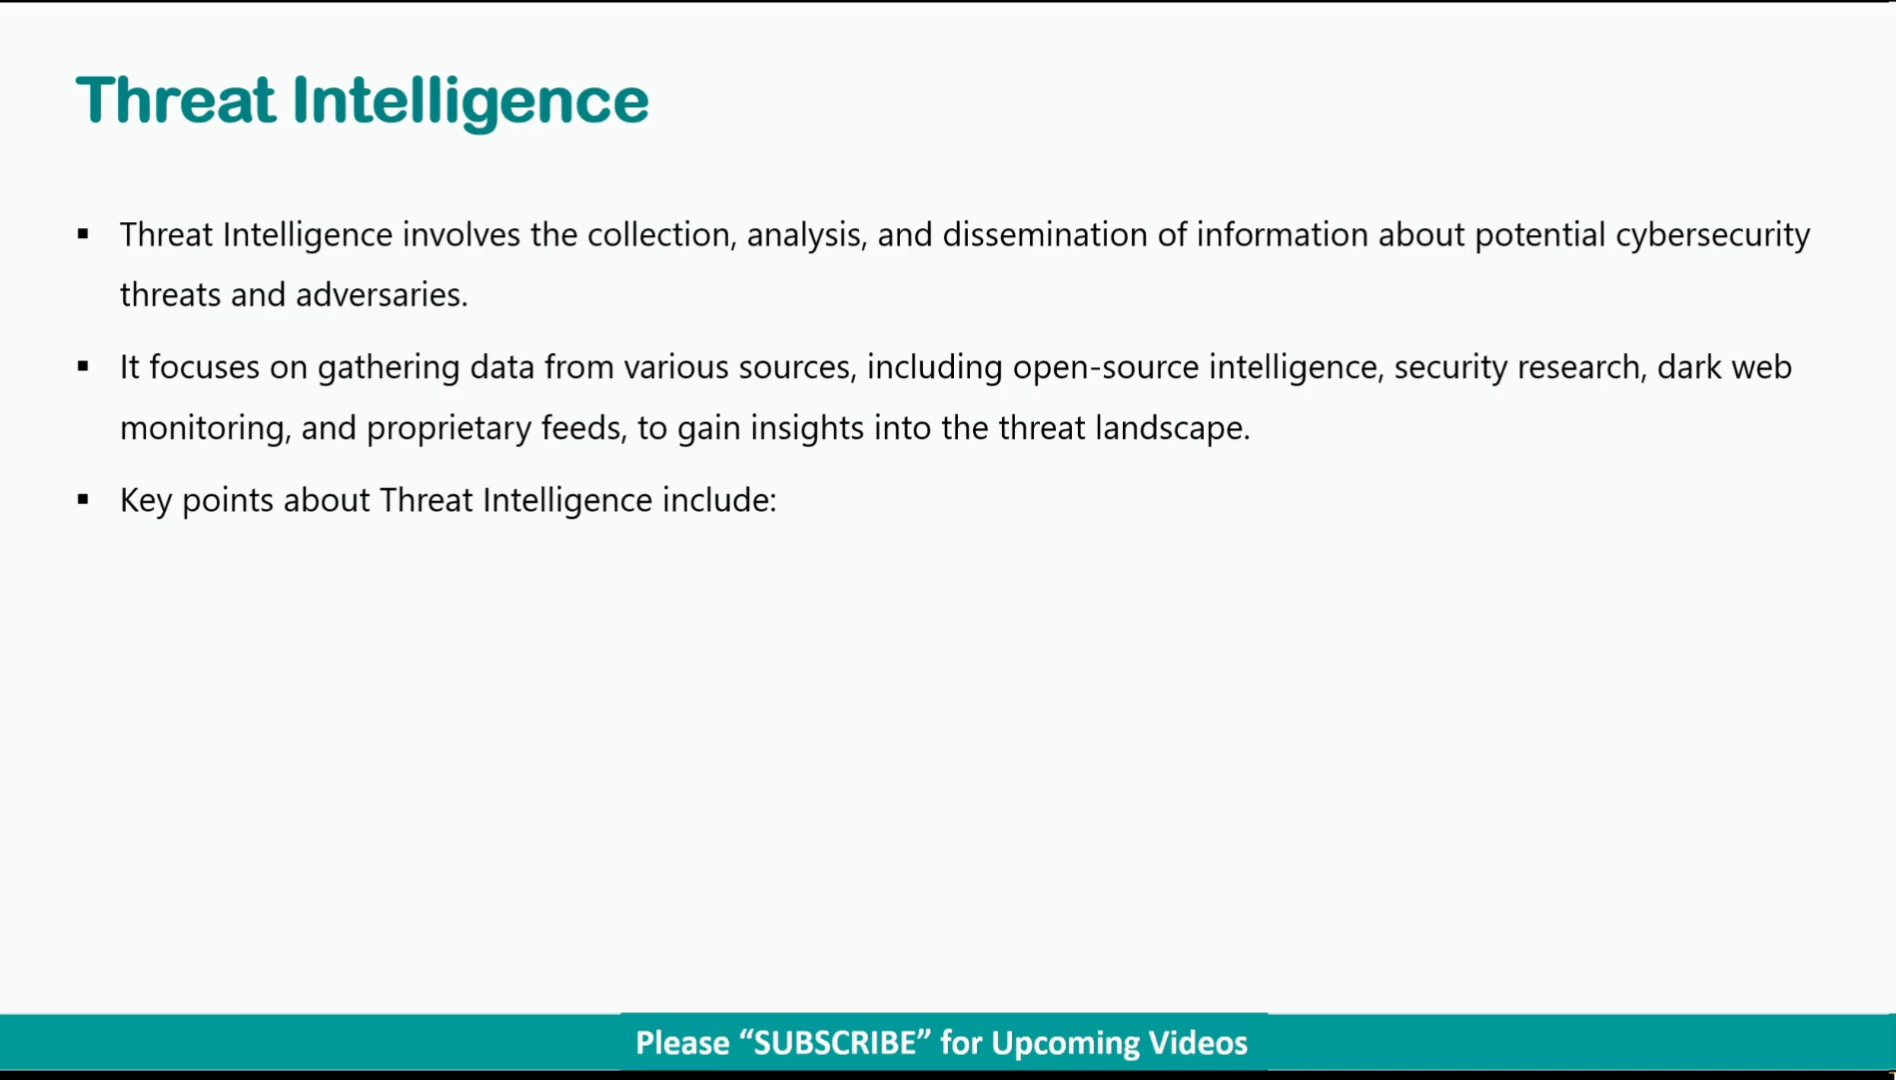 Threat Intelligence
▪ Threat Intelligence involves the collection, analysis, and dissemination of information about potential cybersecurity
threats and adversaries.
▪ It focuses on gathering data from various sources, including open-source intelligence, security research, dark web
monitoring, and proprietary feeds, to gain insights into the threat landscape.
▪ Key points about Threat Intelligence include:
Please “SUBSCRIBE” for Upcoming Videos